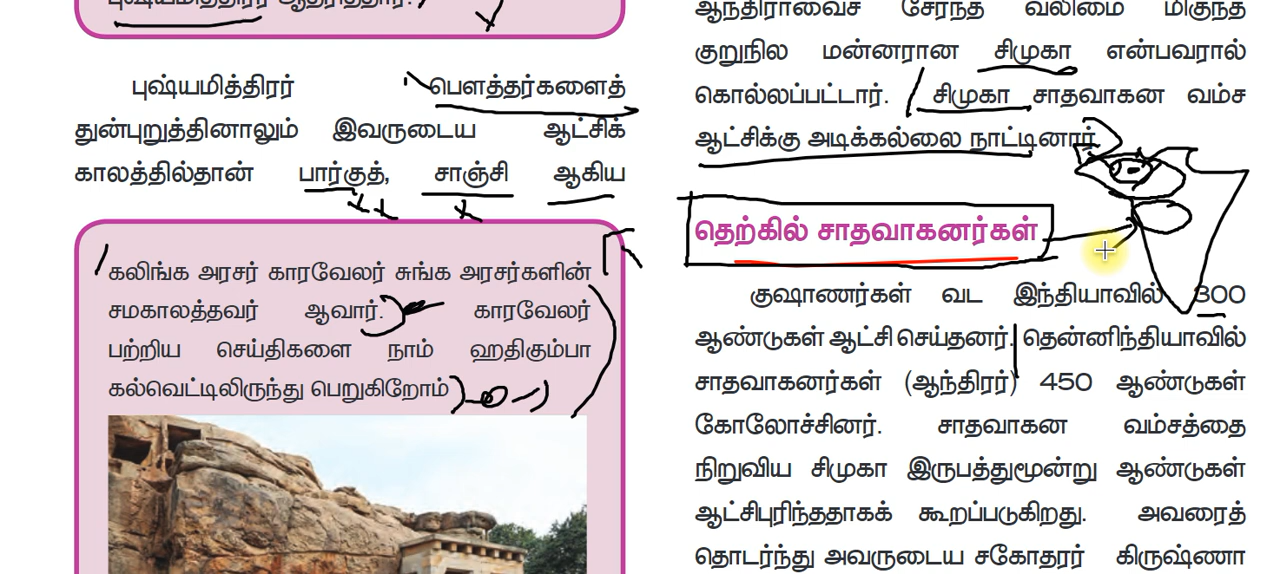 புஷ்யமித்திரர் ஆதரித்தார்.
புஷ்யமித்திரர் பௌத்தர்களைத்
துன்புறுத்தினாலும் இவருடைய ஆட்சிக்
காலத்தில்தான் பார்குத், சாஞ்சி ஆகிய
கலிங்க அரசர் காரவேலர் சுங்க அரசர்களின்
சமகாலத்தவர் ஆவார். காரவேலர்
பற்றிய செய்திகளை நாம் ஹதிகும்பா
கல்வெட்டிலிருந்து பெறுகிறோம்
ஆந்திராவைச் சேர்ந்த வலிமை மிகுந்த
குறுநில மன்னரான சிமுகா என்பவரால்
கொல்லப்பட்டார். சிமுகா சாதவாகன வம்ச
ஆட்சிக்கு அடிக்கல்லை நாட்டினார்.
தெற்கில் சாதவாகனர்கள்
குஷாணர்கள் வட இந்தியாவில் 300
ஆண்டுகள் ஆட்சி செய்தனர். தென்னிந்தியாவில்
சாதவாகனர்கள் (ஆந்திரர்) 450 ஆண்டுகள்
கோலோச்சினர். சாதவாகன வம்சத்தை
நிறுவிய சிமுகா இருபத்துமூன்று ஆண்டுகள்
ஆட்சிபுரிந்ததாகக் கூறப்படுகிறது. அவரைத்
தொடர்ந்து அவருடைய சகோதரர் கிருஷ்ணா